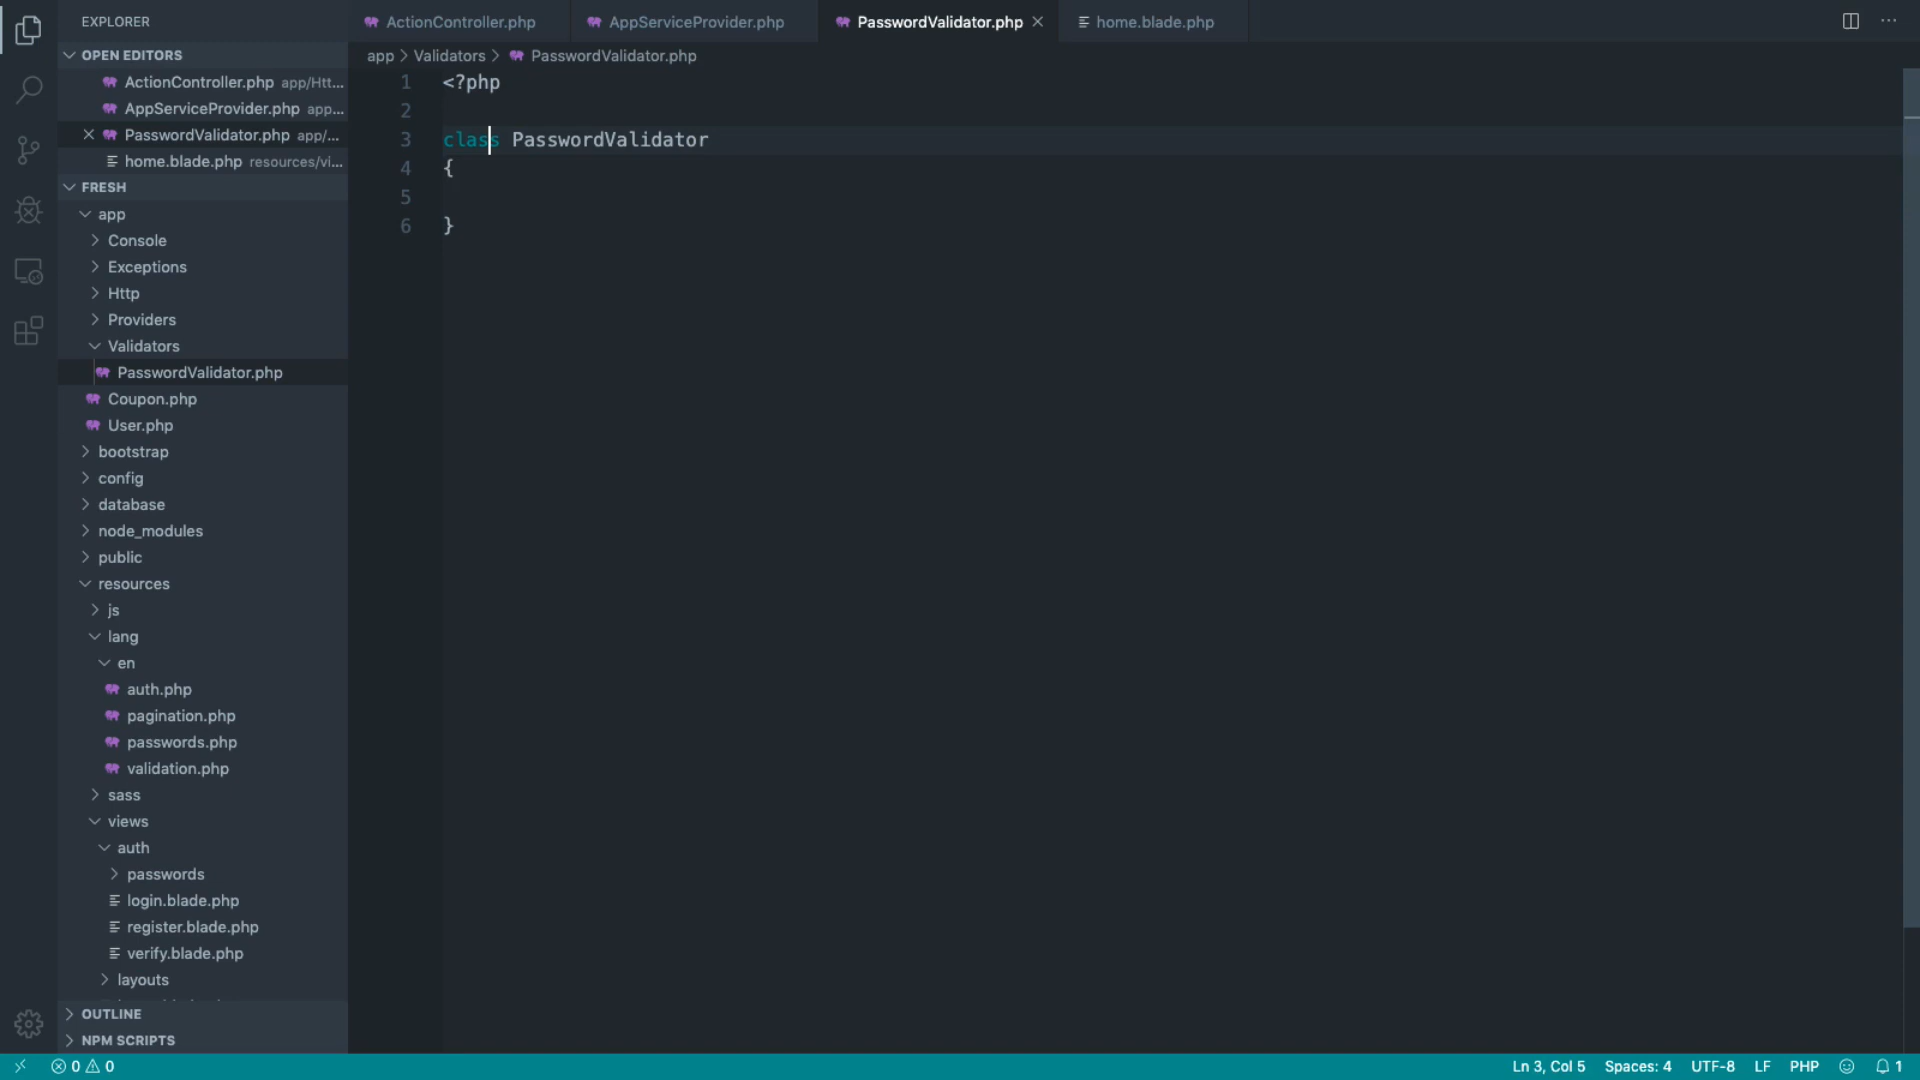 EXPLORER
OPEN EDITORS
ActionController.php app/Htt...
AppServiceProvider.php app...
PasswordValidator.php app/...
home.blade.php resources/vi...
FRESH
app
Console
Exceptions
Http
Providers
Validators
PasswordValidator.php
Coupon.php
User.php
bootstrap
config
database
node_modules
public
resources
js
lang
en
auth.php
pagination.php
passwords.php
validation.php
sass
views
auth
passwords
login.blade.php
register.blade.php
verify.blade.php
layouts
OUTLINE
NPM SCRIPTS
ActionController.php AppServiceProvider.php PasswordValidator.php home.blade.php
app > Validators > PasswordValidator.php
1 <?php
2
3 class PasswordValidator
4 {
5
6 }
0 0 Ln 3, Col 5 Spaces: 4 UTF-8 LF PHP 1